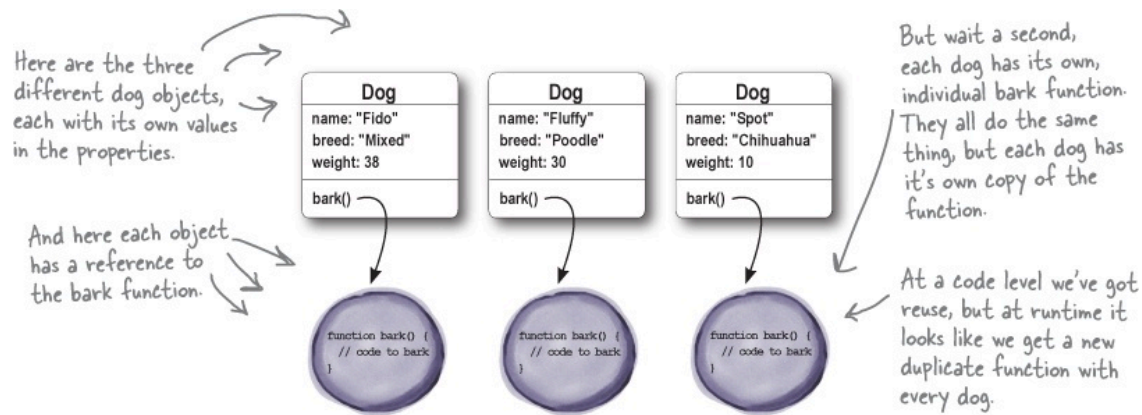 Here are the three
different dog objects,
each with its own values
in the properties.
Dog
name: "Fido"
breed: "Mixed"
weight: 38
bark()
Dog
name: "Fluffy"
breed: "Poodle"
weight: 30
bark()
Dog
name: "Spot"
breed: "Chihuahua"
weight: 10
bark()
But wait a second,
each dog has its own,
individual bark function.
They all do the same
thing, but each dog has
it's own copy of the
function.
And here each object
has a reference to
the bark function.
function bark() {
// code to bark
}
function bark() {
// code to bark
}
function bark() {
// code to bark
}
At a code level we've got
reuse, but at runtime it
looks like we get a new
duplicate function with
every dog.